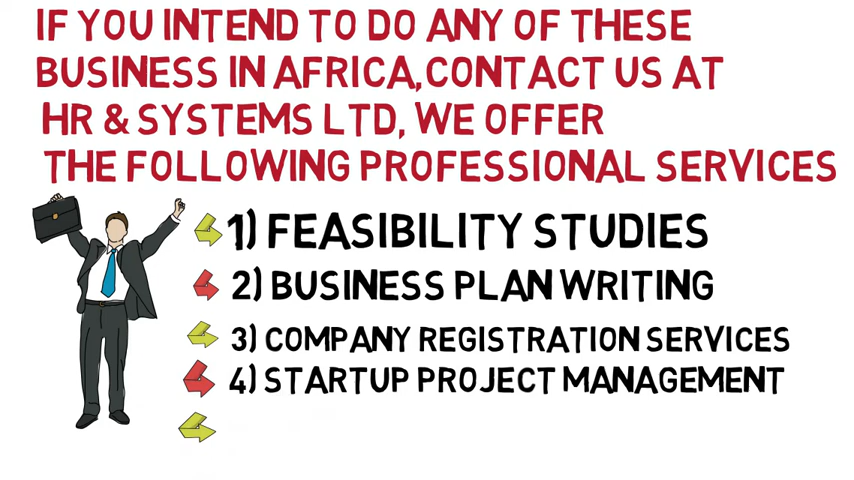 IF YOU INTEND TO DO ANY OF THESE
BUSINESS IN AFRICA,CONTACT US AT
HR & SYSTEMS LTD, WE OFFER
THE FOLLOWING PROFESSIONAL SERVICES
1) FEASIBILITY STUDIES
2) BUSINESS PLAN WRITING
3) COMPANY REGISTRATION SERVICES
4) STARTUP PROJECT MANAGEMENT